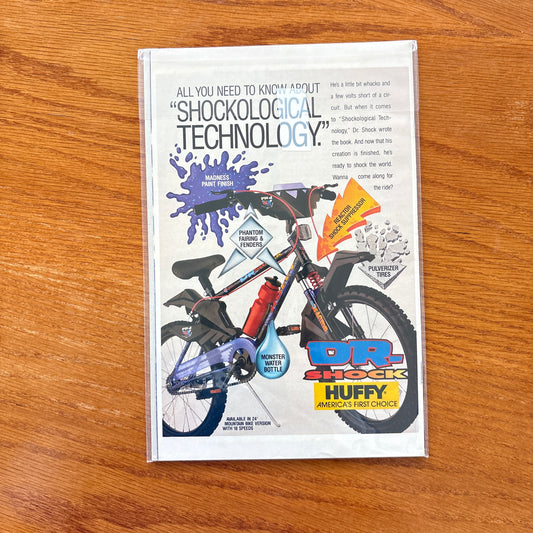 ALL YOU NEED TO KNOW ABOUT
"SHOCKOLOGICAL
TECHNOLOGY."
He's a little bit whacko and
a few volts short of a cir-
cuit. But when it comes
to "Shockological Tech-
nology," Dr. Shock wrote
the book. And now that his
creation is finished, he's
ready to shock the world.
Wanna come along for
the ride?
MADNESS
PAINT FINISH
REACTOR
SHOCK SUPPRESSOR
PHANTOM
FAIRING &
FENDERS
PULVERIZER
TIRES
MONSTER
WATER
BOTTLE
DR.
SHOCK
HUFFY
AMERICA'S FIRST CHOICE
AVAILABLE IN 24"
MOUNTAIN BIKE VERSION
WITH 18 SPEEDS